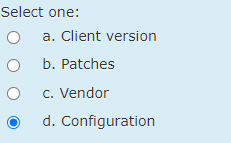 Select one:
a. Client version
b. Patches
c. Vendor
d. Configuration